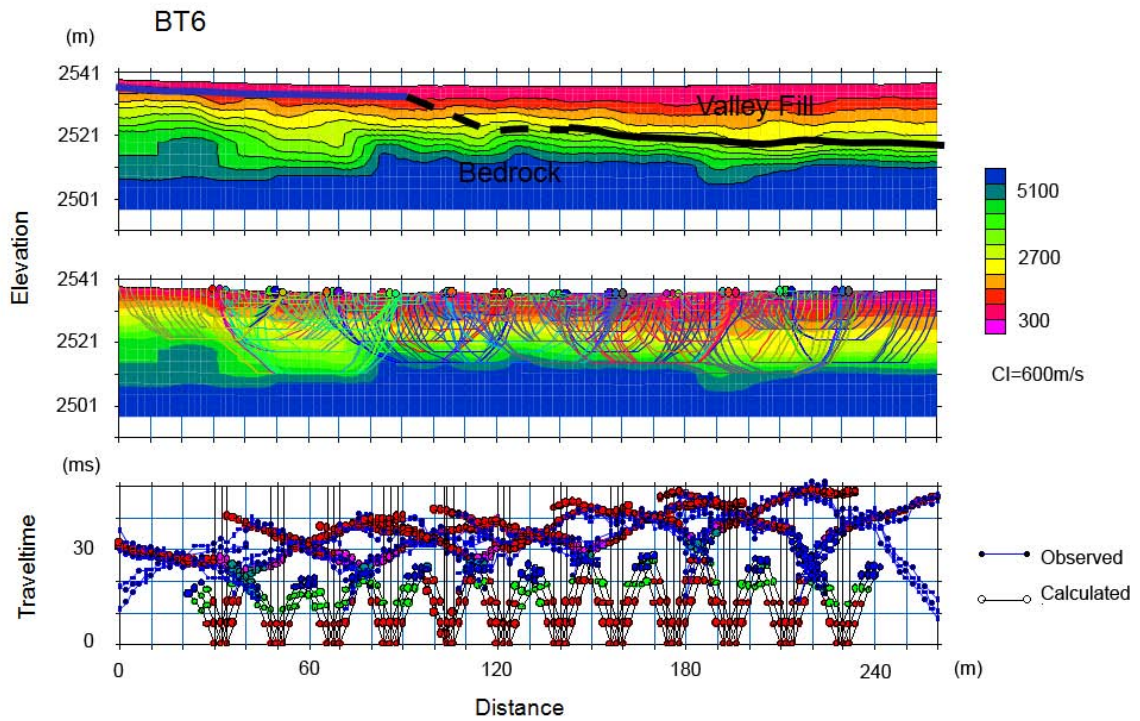 BT6
(m)
2541
2521
2501
Valley Fill
Bedrock
5100
2700
300
CI=600m/s
Elevation
2541
2521
2501
(ms)
30
0
Traveltime
Observed
Calculated
0
60
120
180
240
(m)
Distance